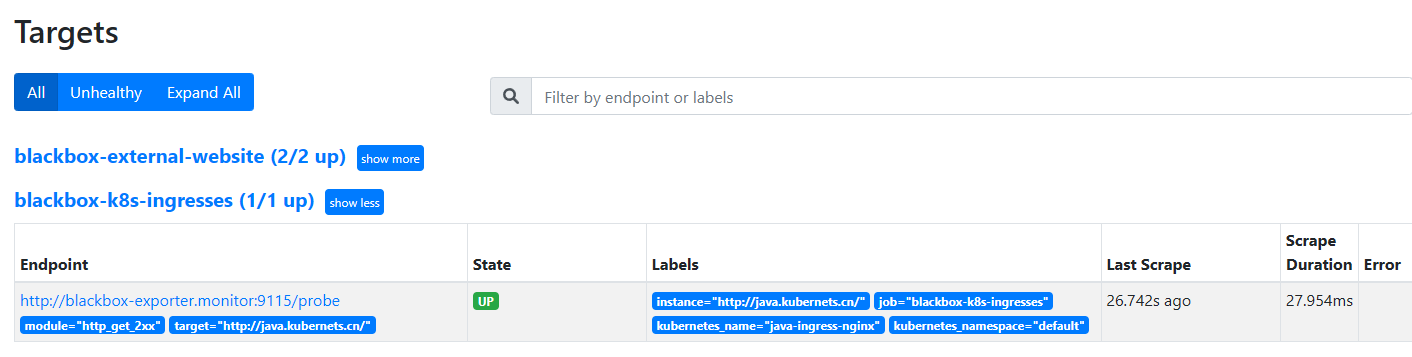 Targets
All Unhealthy Expand All Filter by endpoint or labels
blackbox-external-website (2/2 up) show more
blackbox-k8s-ingresses (1/1 up) show less
Endpoint State Labels Last Scrape Scrape Duration Error
http://blackbox-exporter.monitor:9115/probe UP instance="http://java.kubernets.cn/" job="blackbox-k8s-ingresses" 26.742s ago 27.954ms
module="http_get_2xx" target="http://java.kubernets.cn/" kubernetes_name="java-ingress-nginx" kubernetes_namespace="default"